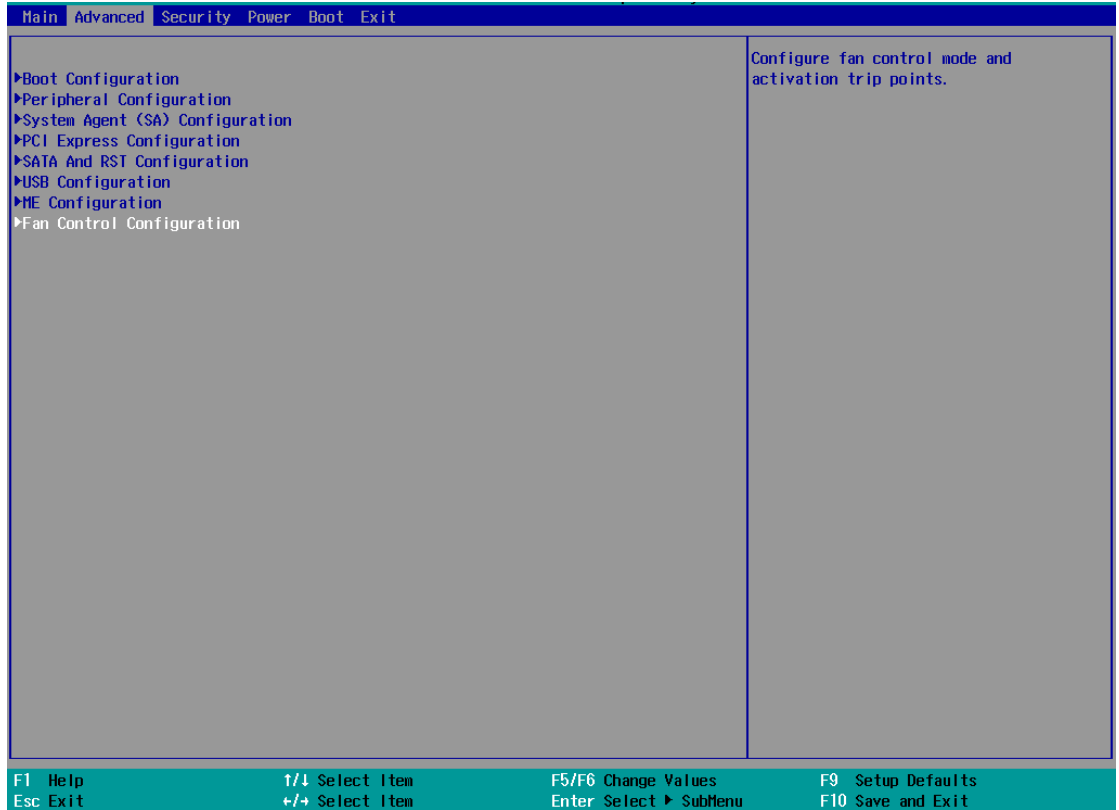 Main Advanced Security Power Boot Exit
▶Boot Configuration
▶Peripheral Configuration
▶System Agent (SA) Configuration
▶PCI Express Configuration
▶SATA And RST Configuration
▶USB Configuration
▶ME Configuration
▶Fan Control Configuration
Configure fan control mode and
activation trip points.
F1 Help ↑/↓ Select Item F5/F6 Change Values F9 Setup Defaults
Esc Exit ←/→ Select Item Enter Select ▶ SubMenu F10 Save and Exit